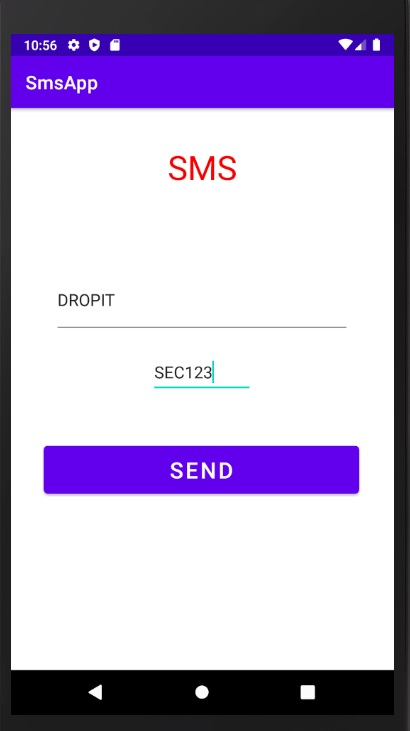 10:56
SmsApp
SMS
DROPIT
SEC123
SEND